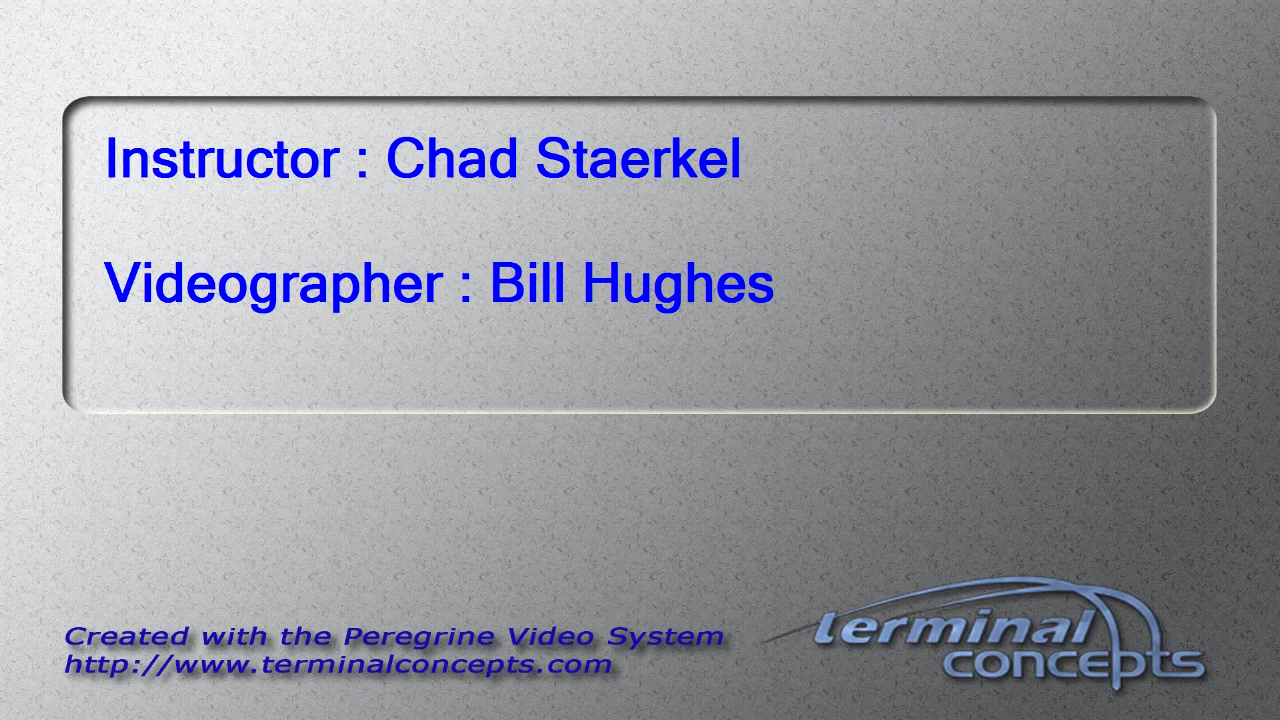 Instructor : Chad Staerkel
Videographer : Bill Hughes
Created with the Peregrine Video System
http://www.terminalconcepts.com
terminal
concepts